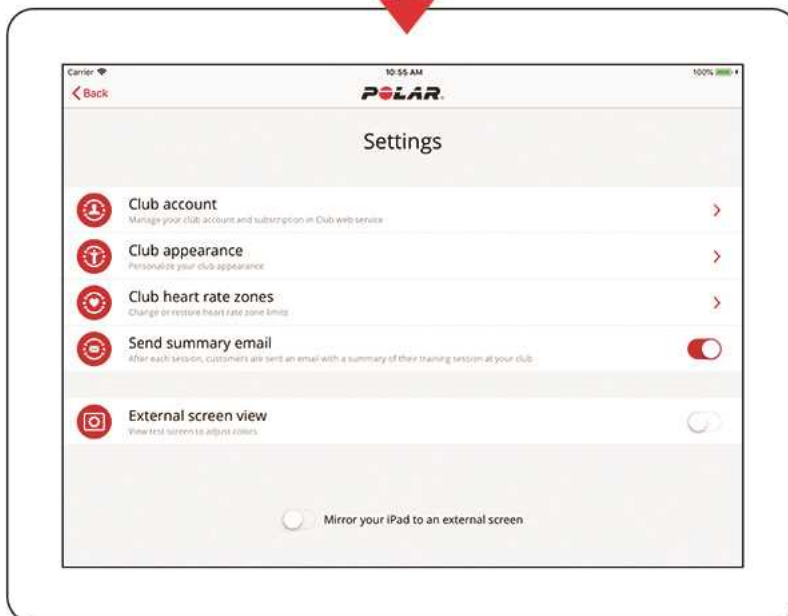 Carrier
10:55 AM
100%
Back
POLAR
Settings
Club account
Manage your club account and subscription in Club web service
Club appearance
Personalize your club appearance
Club heart rate zones
Change or restore heart rate zone limits
Send summary email
After each session, customers are sent an email with a summary of their training session at your club
External screen view
View test screen to adjust colors
Mirror your iPad to an external screen